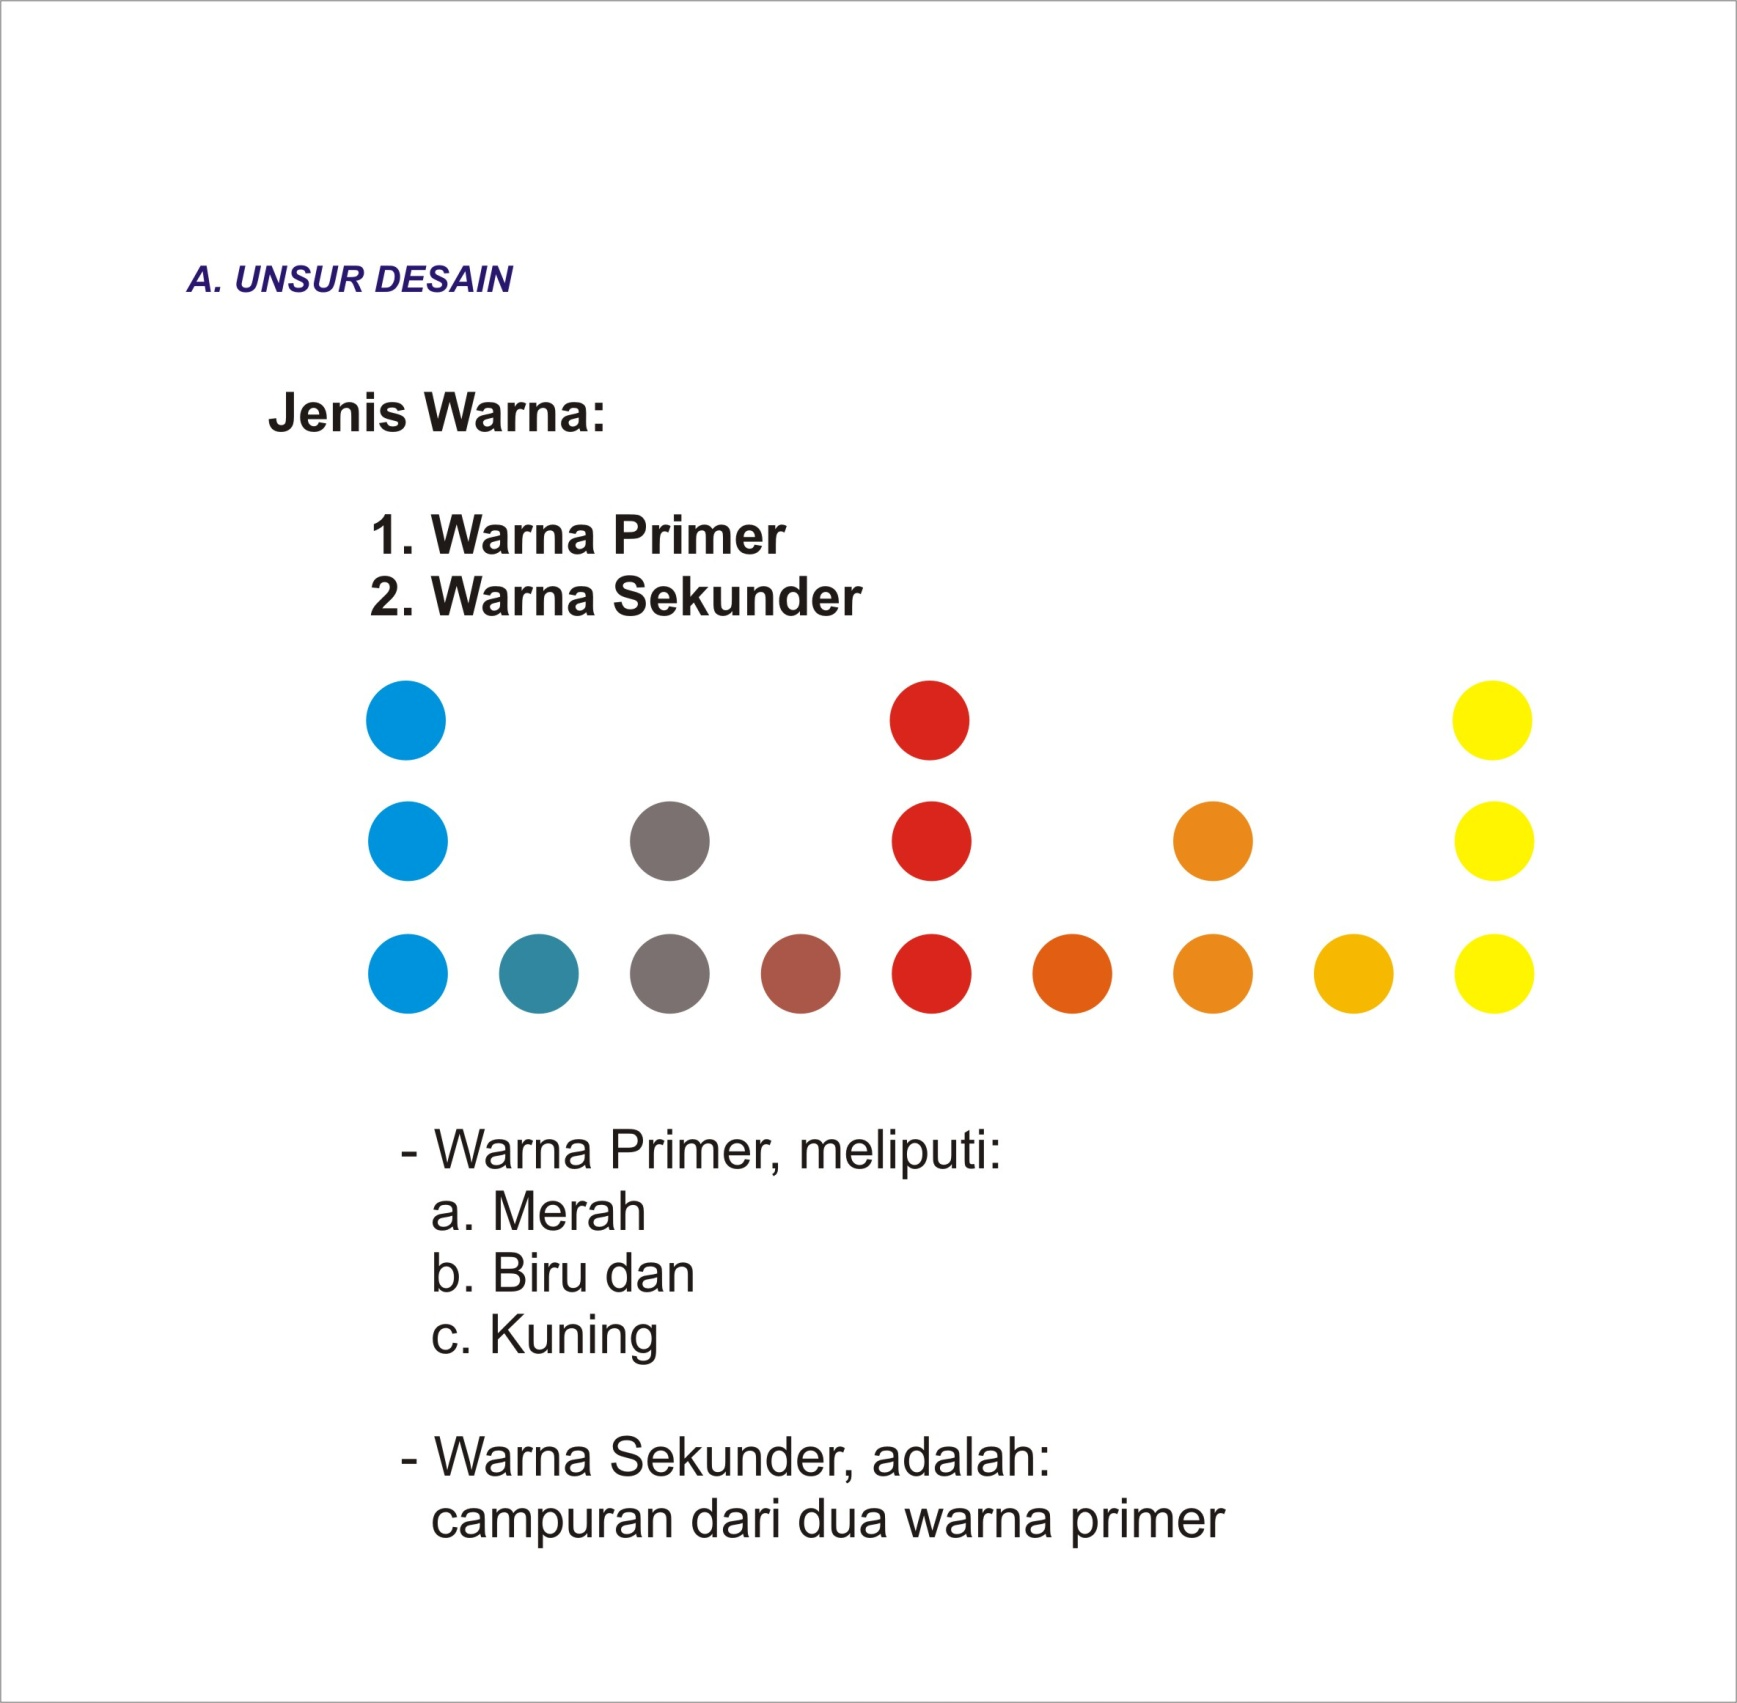 A. UNSUR DESAIN
Jenis Warna:
1. Warna Primer
2. Warna Sekunder
- Warna Primer, meliputi:
a. Merah
b. Biru dan
c. Kuning
- Warna Sekunder, adalah:
campuran dari dua warna primer